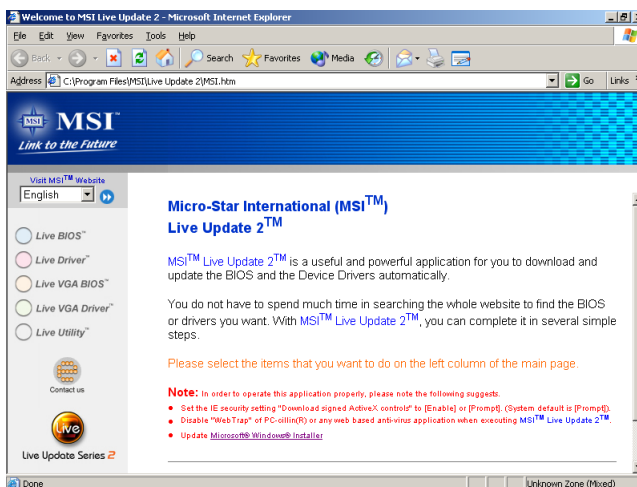 Welcome to MSI Live Update 2 - Microsoft Internet Explorer
File Edit View Favorites Tools Help
Back Search Favorites Media
Address C:\Program Files\MSI\Live Update 2\MSI.htm Go Links
MSI MSI™
Link to the Future
Visit MSI™ Website
English
Live BIOS™
Live Driver™
Live VGA BIOS™
Live VGA Driver™
Live Utility™
Contact us
Live
Live Update Series 2
Micro-Star International (MSI™)
Live Update 2™
MSI™ Live Update 2™ is a useful and powerful application for you to download and
update the BIOS and the Device Drivers automatically.
You do not have to spend much time in searching the whole website to find the BIOS
or drivers you want. With MSI™ Live Update 2™, you can complete it in several simple
steps.
Please select the items that you want to do on the left column of the main page.
Note: In order to operate this application properly, please note the following suggests.
Set the IE security setting "Download signed ActiveX controls" to [Enable] or [Prompt]. (System default is [Prompt]).
Disable "WebTrap" of PC-cillin(R) or any web based anti-virus application when executing MSI™ Live Update 2™.
Update Microsoft® Windows® Installer
Done Unknown Zone (Mixed)